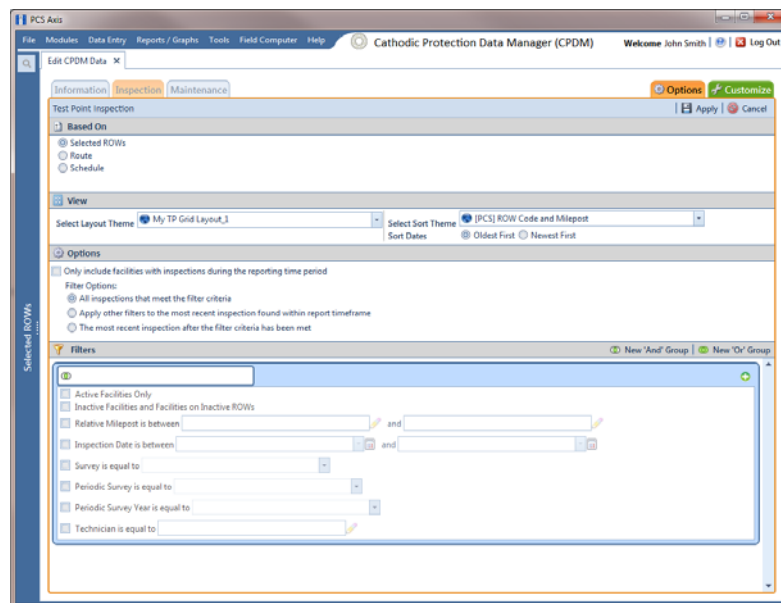 PCS Axis
File Modules Data Entry Reports / Graphs Tools Field Computer Help Cathodic Protection Data Manager (CPDM) Welcome John Smith | | Log Out
Edit CPDM Data
Information Inspection Maintenance Options Customize
Test Point Inspection | Apply | Cancel
Based On
Selected ROWs
Route
Schedule
View
Select Layout Theme My TP Grid Layout_1 Select Sort Theme [PCS] ROW Code and Milepost
Sort Dates Oldest First Newest First
Options
Only include facilities with inspections during the reporting time period
Filter Options:
All inspections that meet the filter criteria
Apply other filters to the most recent inspection found within report timeframe
The most recent inspection after the filter criteria has been met
Selected ROWs
Filters New 'And' Group | New 'Or' Group
Active Facilities Only
Inactive Facilities and Facilities on Inactive ROWs
Relative Milepost is between and
Inspection Date is between and
Survey is equal to
Periodic Survey is equal to
Periodic Survey Year is equal to
Technician is equal to